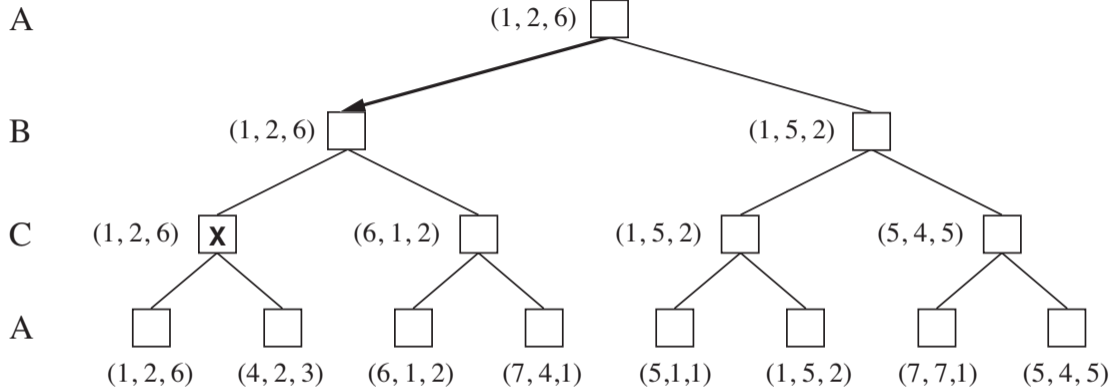 A (1, 2, 6)
B (1, 2, 6) (1, 5, 2)
C (1, 2, 6) X (6, 1, 2) (1, 5, 2) (5, 4, 5)
A
(1, 2, 6) (4, 2, 3) (6, 1, 2) (7, 4,1) (5,1,1) (1, 5, 2) (7, 7,1) (5, 4, 5)